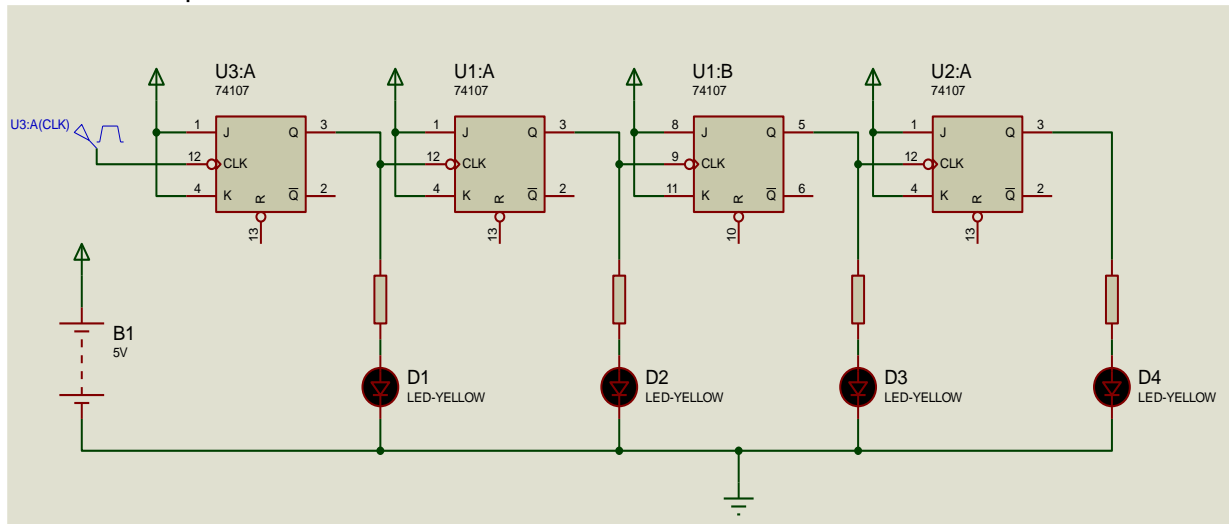 U3:A
74107
U1:A
74107
U1:B
74107
U2:A
74107
U3:A(CLK)
1 J Q 3
12 CLK
4 K Q 2
R
13
1 J Q 3
12 CLK
4 K Q 2
R
13
8 J Q 5
9 CLK
11 K Q 6
R
10
1 J Q 3
12 CLK
4 K Q 2
R
13
B1
5V
D1
LED-YELLOW
D2
LED-YELLOW
D3
LED-YELLOW
D4
LED-YELLOW